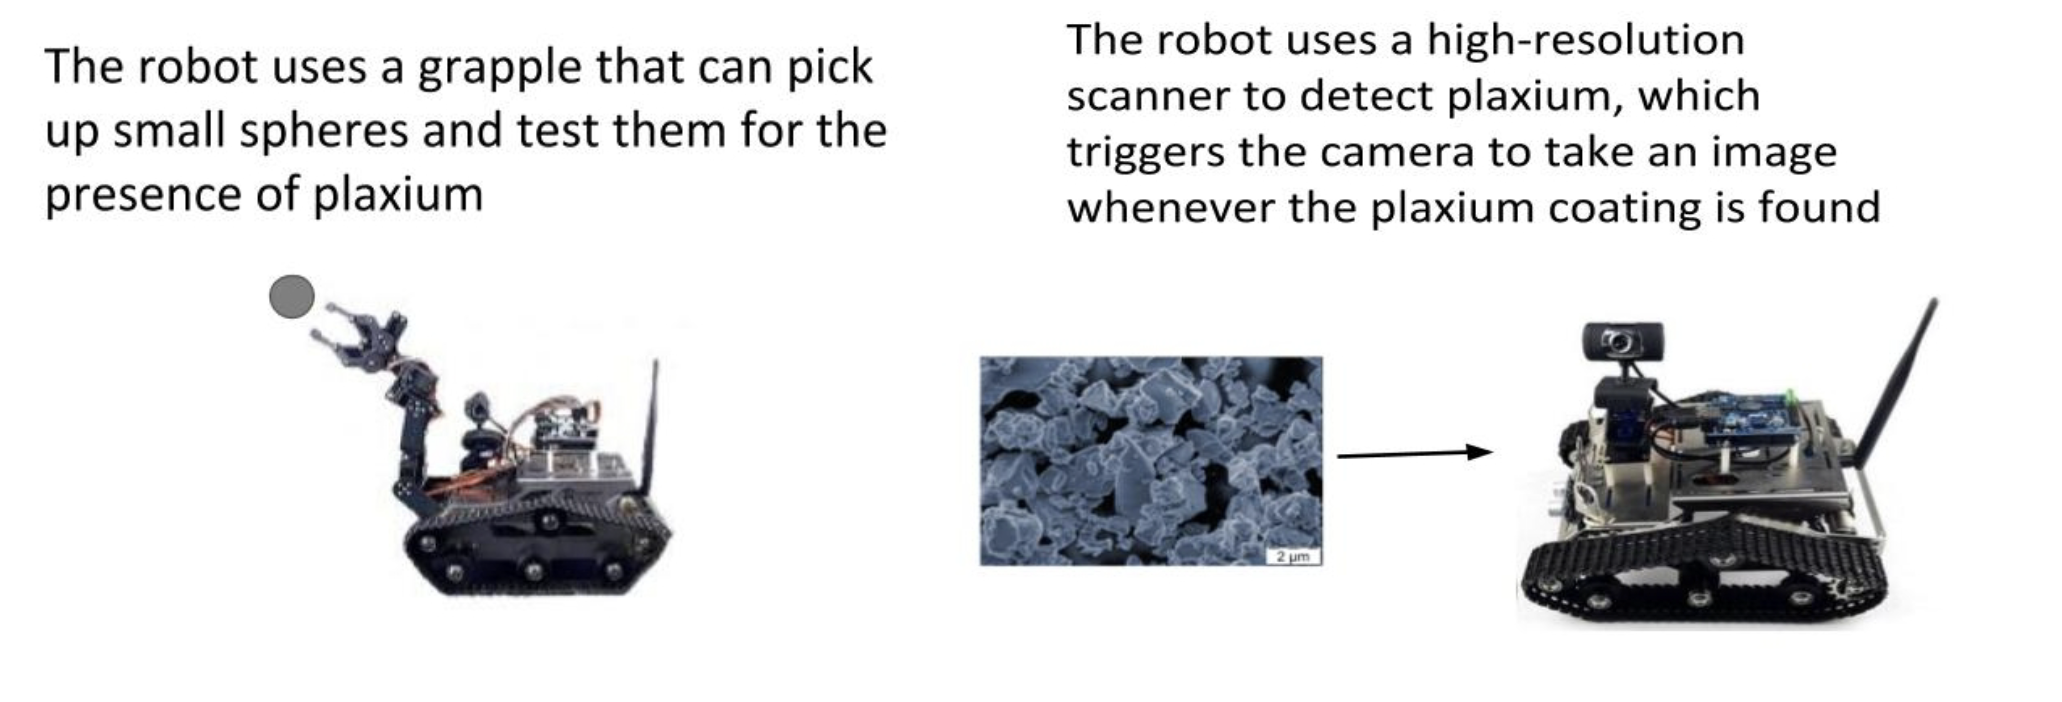 The robot uses a grapple that can pick
up small spheres and test them for the
presence of plaxium
The robot uses a high-resolution
scanner to detect plaxium, which
triggers the camera to take an image
whenever the plaxium coating is found
2 µm